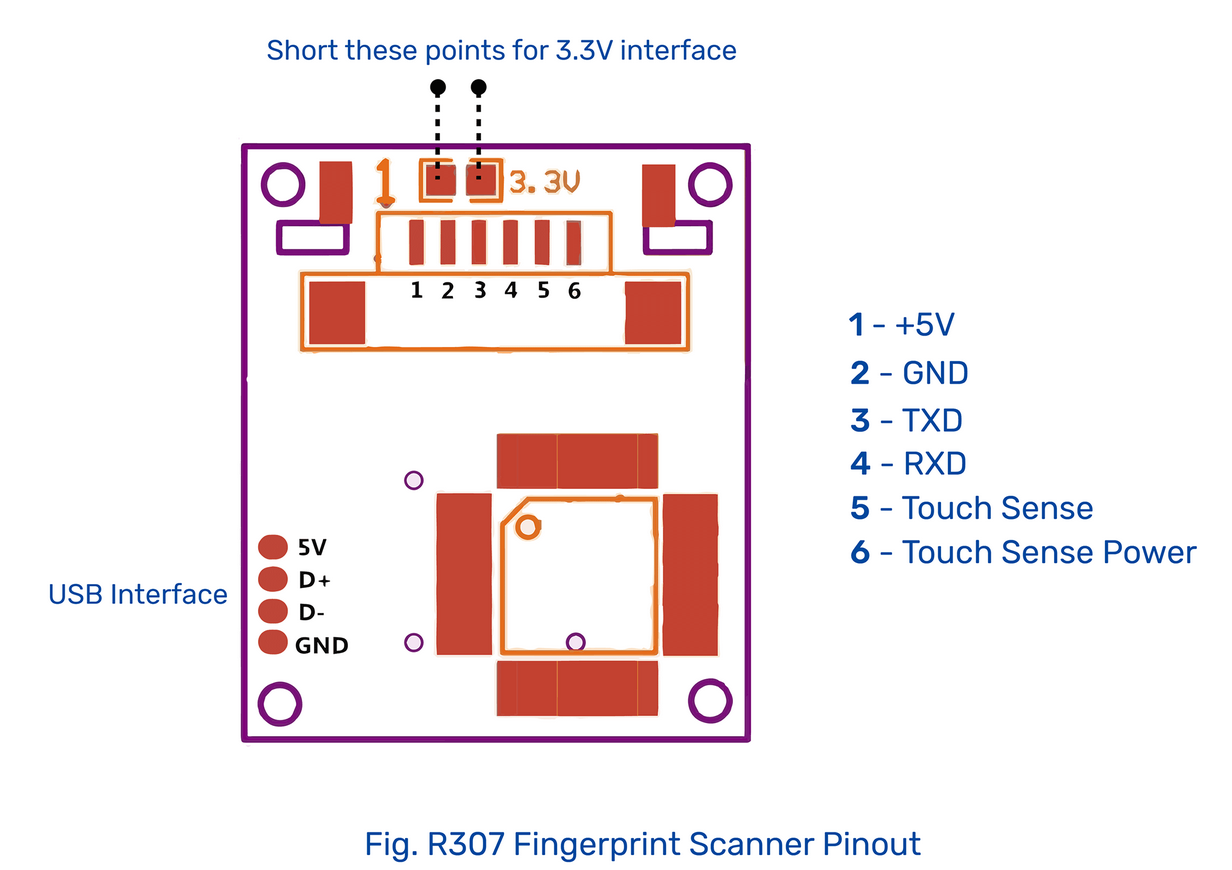 Short these points for 3.3V interface
1
3.3V
1 2 3 4 5 6
1 - +5V
2 - GND
3 - TXD
4 - RXD
5 - Touch Sense
6 - Touch Sense Power
5V
D+
USB Interface
D-
GND
Fig. R307 Fingerprint Scanner Pinout